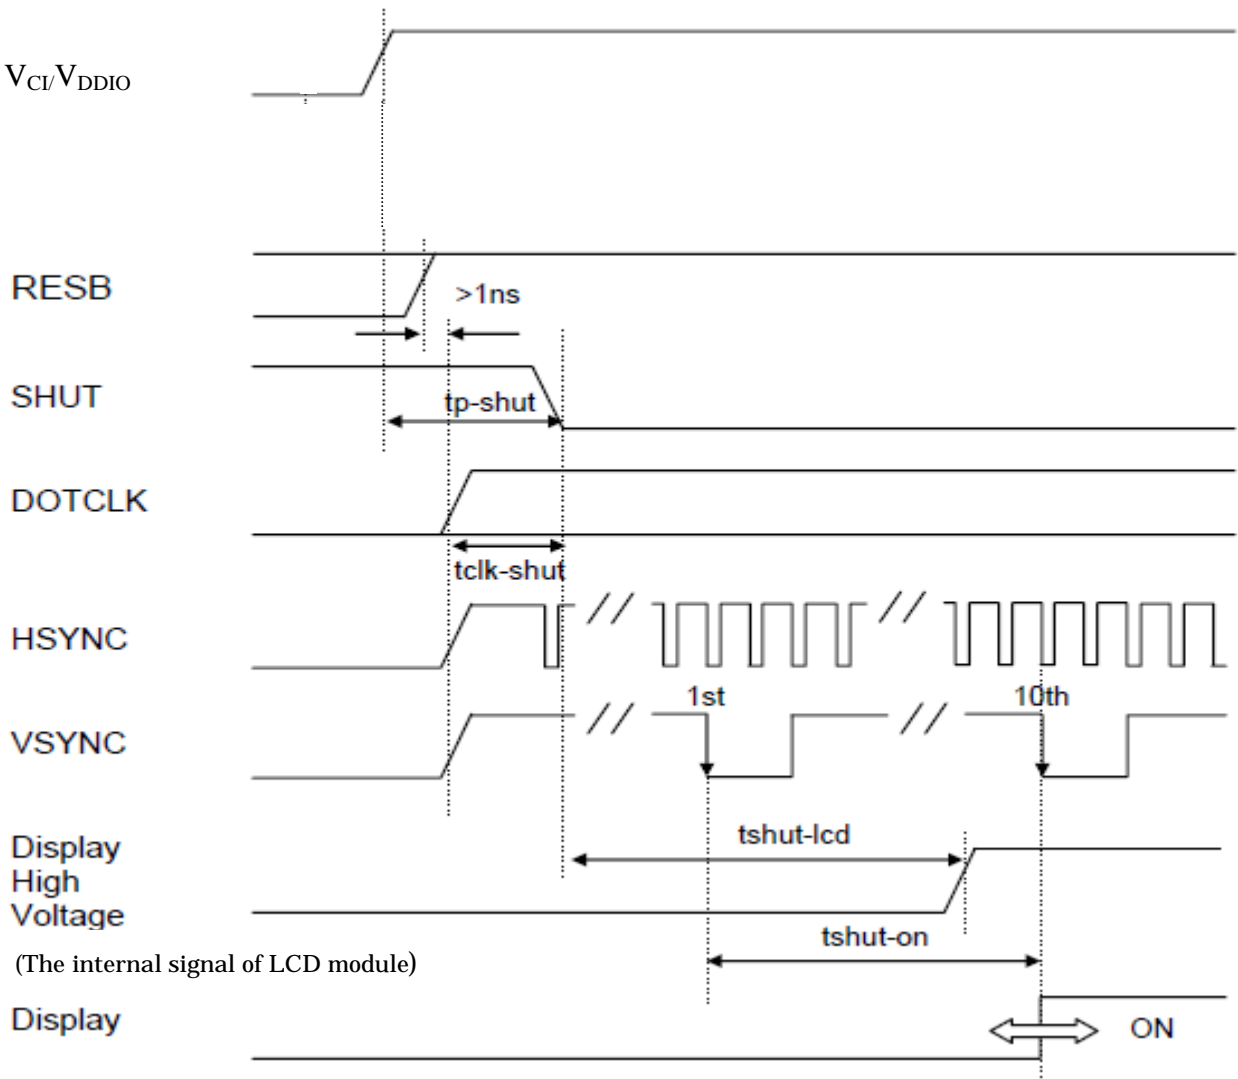 VCI/VDDIO
RESB
>1ns
SHUT
tp-shut
DOTCLK
tclk-shut
HSYNC
1st
10th
VSYNC
tshut-lcd
Display
High
Voltage
tshut-on
(The internal signal of LCD module)
Display
ON